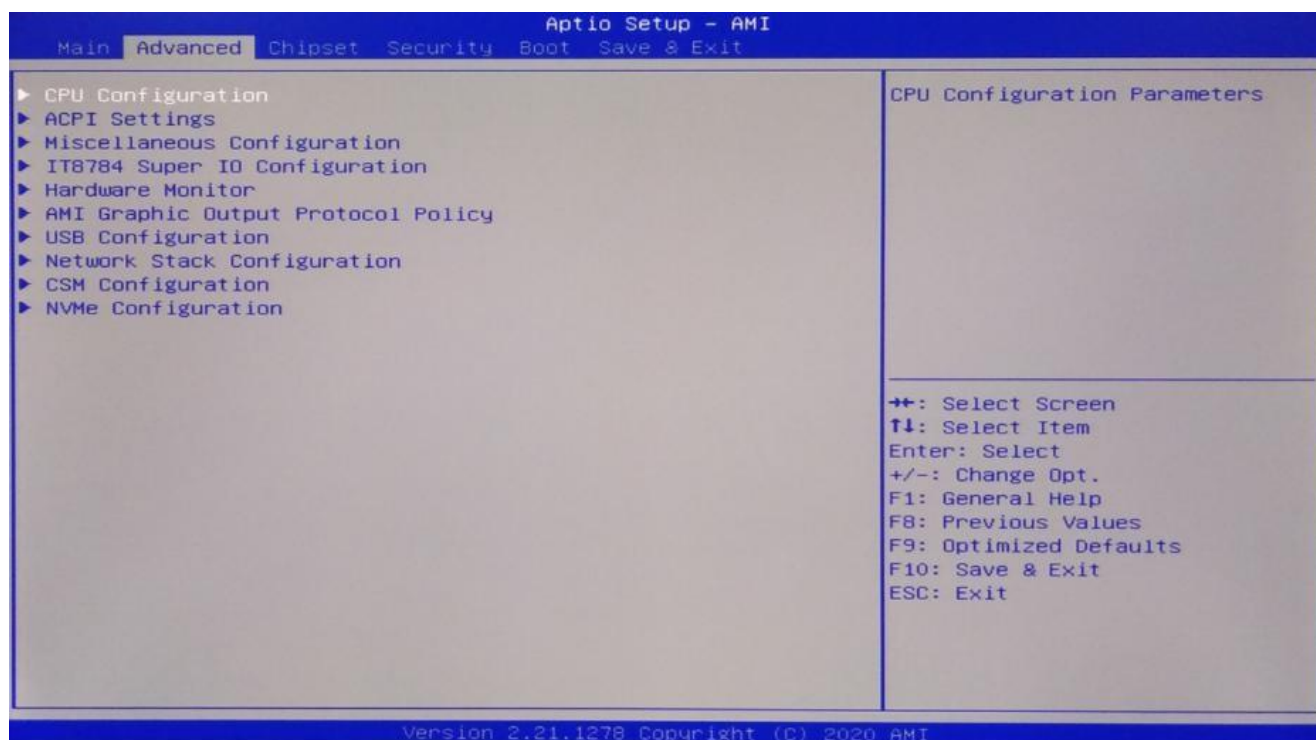 Aptio Setup - AMI
Main Advanced Chipset Security Boot Save & Exit
► CPU Configuration
► ACPI Settings
► Miscellaneous Configuration
► IT8784 Super IO Configuration
► Hardware Monitor
► AMI Graphic Output Protocol Policy
► USB Configuration
► Network Stack Configuration
► CSM Configuration
► NVMe Configuration
CPU Configuration Parameters
→←: Select Screen
↑↓: Select Item
Enter: Select
+/-: Change Opt.
F1: General Help
F8: Previous Values
F9: Optimized Defaults
F10: Save & Exit
ESC: Exit
Version 2.21.1278 Copyright (C) 2020 AMI